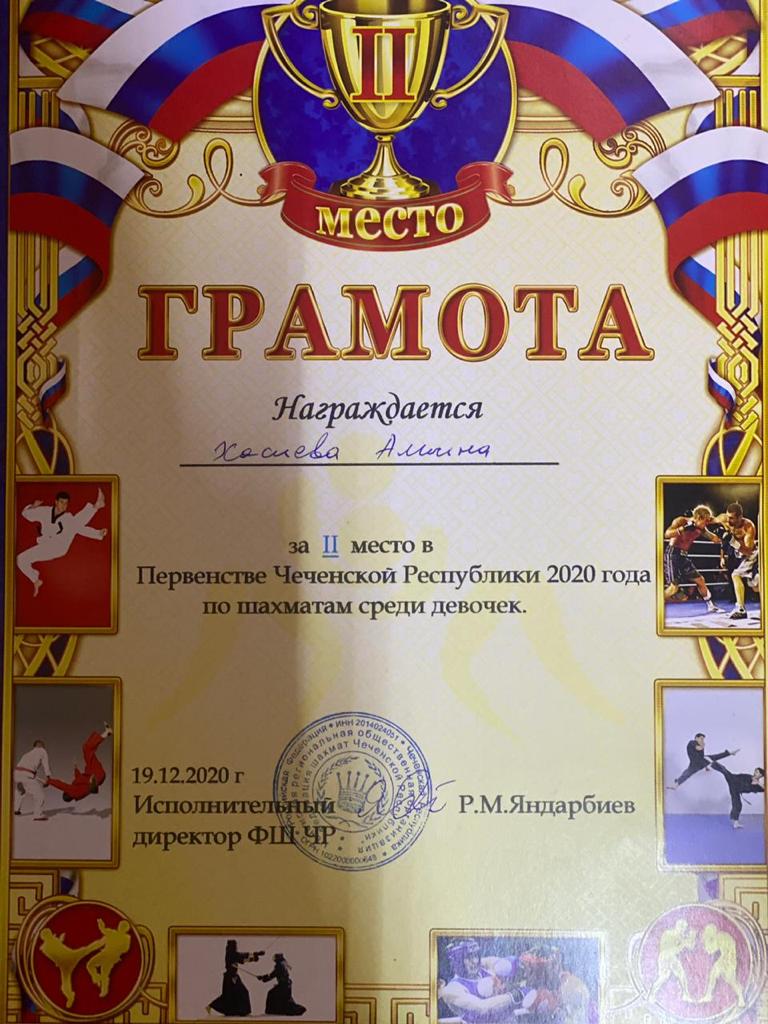 II
место
ГРАМОТА
Награждается
Хасиева Амина
за II место в
Первенстве Чеченской Республики 2020 года
по шахматам среди девочек.
19.12.2020 г
Исполнительный Р.М.Яндарбиев
директор ФШ ЧР